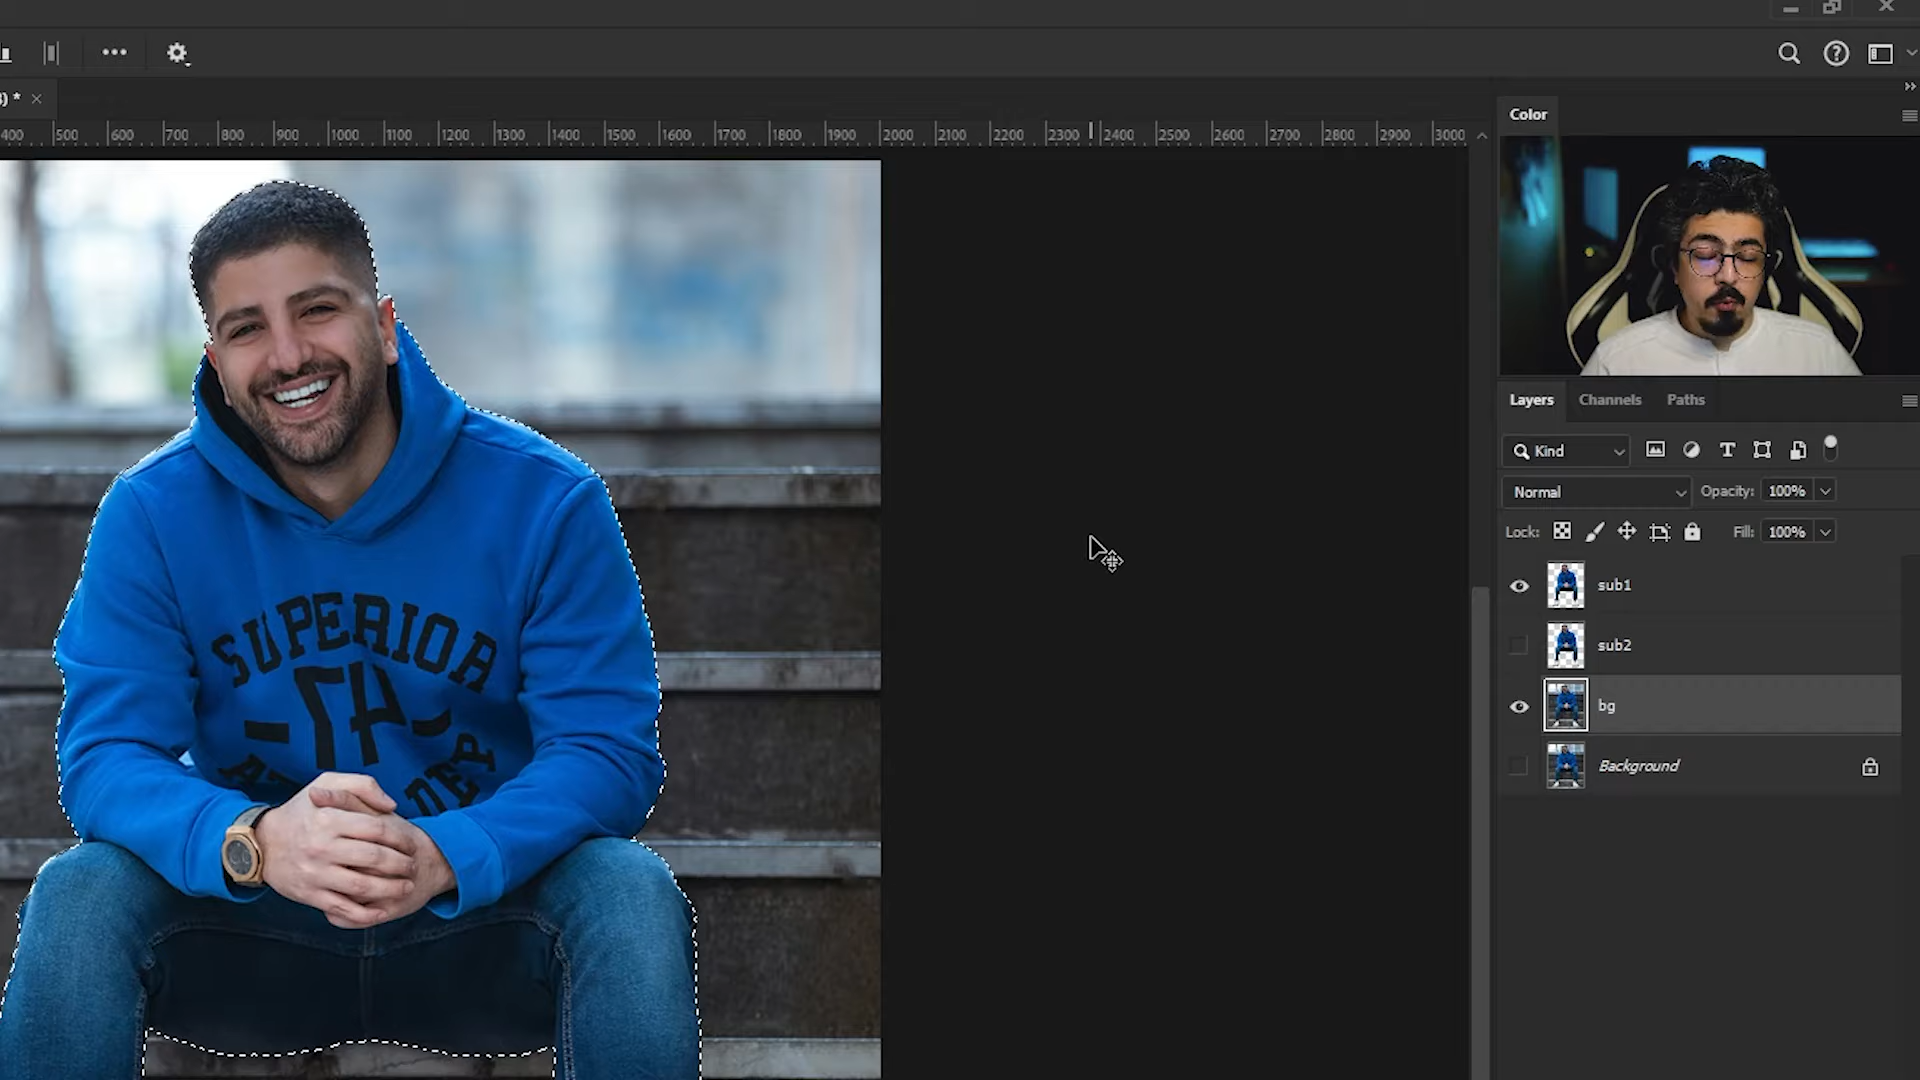 ) *
400 500 600 700 800 900 1000 1100 1200 1300 1400 1500 1600 1700 1800 1900 2000 2100 2200 2300 2400 2500 2600 2700 2800 2900 3000
Color
Layers Channels Paths
Kind
Normal Opacity: 100%
Lock: Fill: 100%
sub1
sub2
bg
Background
SUPERIOR